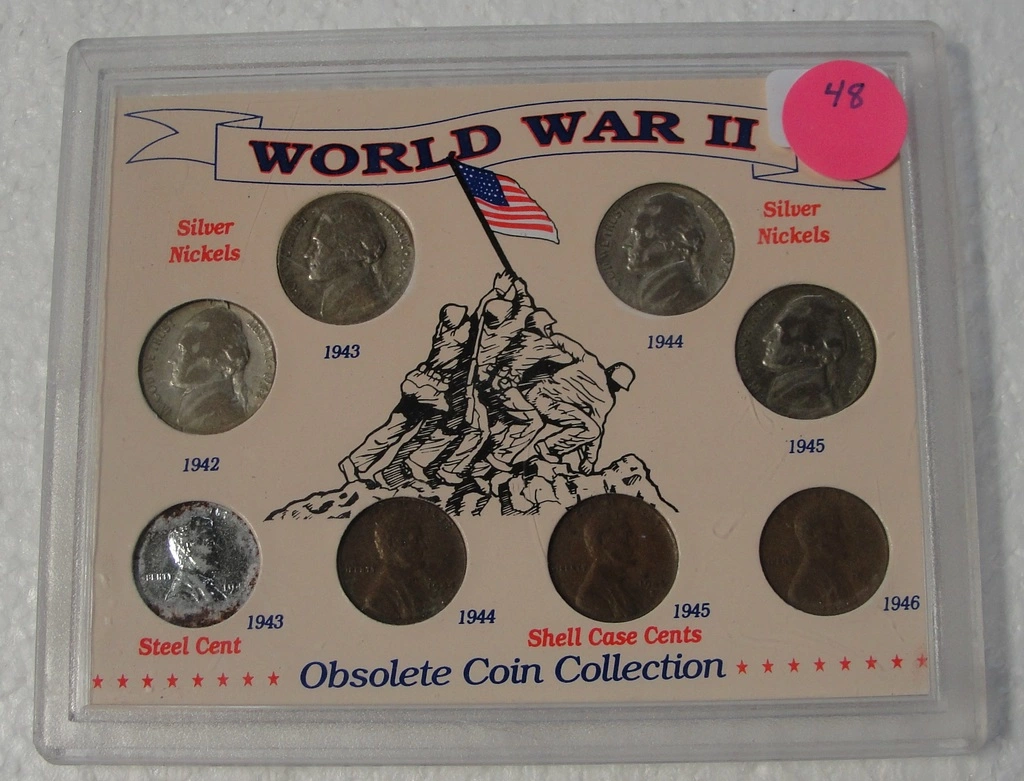 WORLD WAR II
48
Silver
Nickels
Silver
Nickels
1943
1944
1942
1945
1943
1944
1945
1946
Steel Cent
Shell Case Cents
Obsolete Coin Collection